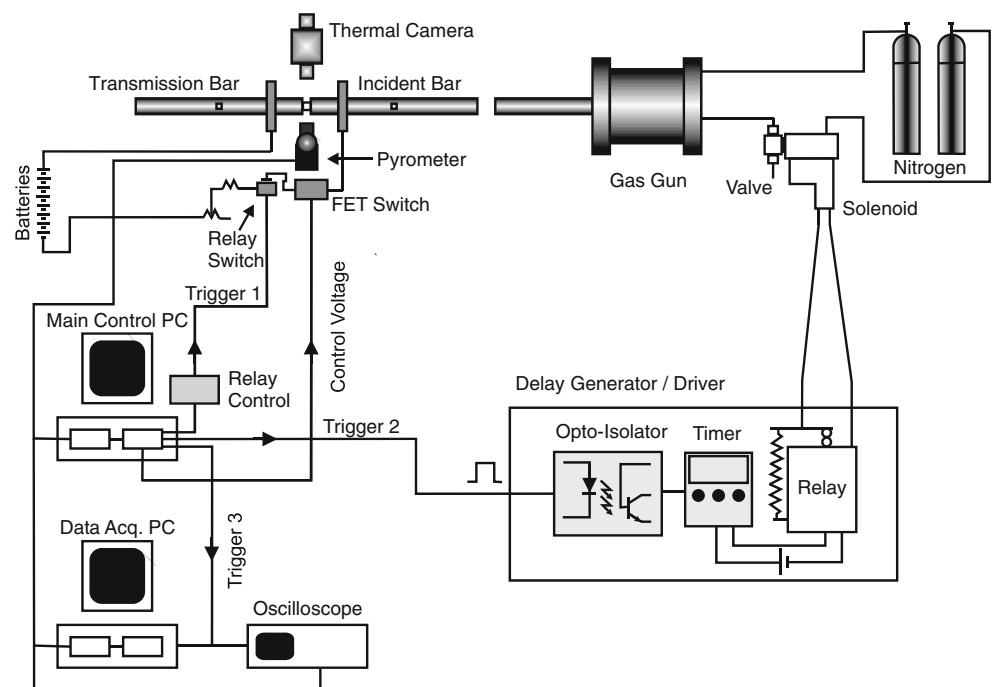 Thermal Camera
Transmission Bar
Incident Bar
Pyrometer
Gas Gun
Valve
Nitrogen
Solenoid
Batteries
FET Switch
Relay
Switch
Trigger 1
Control Voltage
Main Control PC
Relay
Control
Trigger 2
Delay Generator / Driver
Opto-Isolator
Timer
Relay
Data Acq. PC
Trigger 3
Oscilloscope